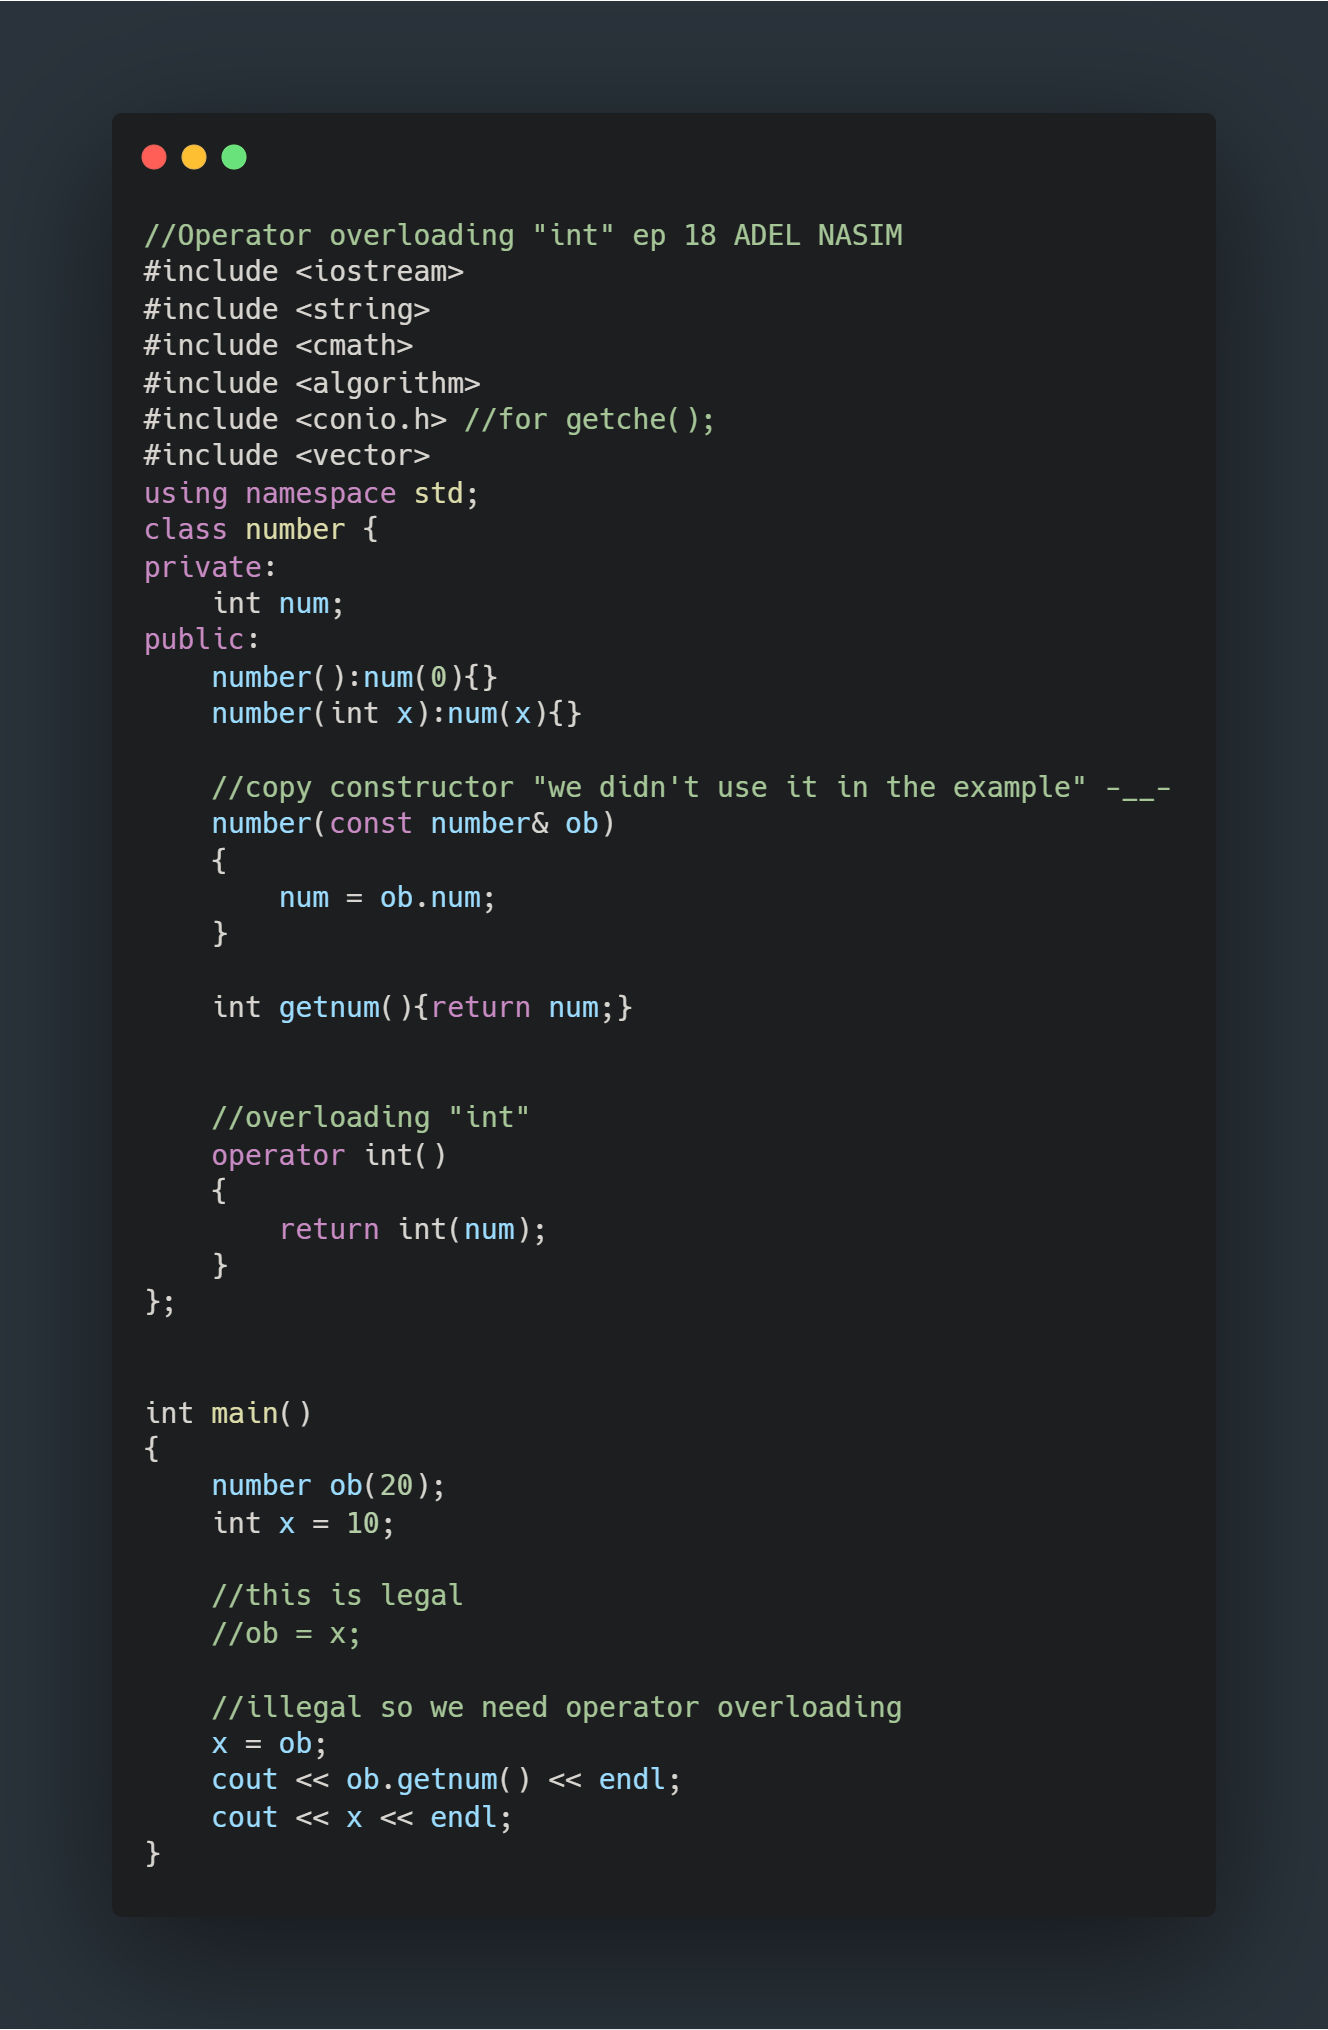 //Operator overloading "int" ep 18 ADEL NASIM
#include <iostream>
#include <string>
#include <cmath>
#include <algorithm>
#include <conio.h> //for getche();
#include <vector>
using namespace std;
class number {
private:
    int num;
public:
    number():num(0){}
    number(int x):num(x){}

    //copy constructor "we didn't use it in the example" -__-
    number(const number& ob)
    {
        num = ob.num;
    }

    int getnum(){return num;}


    //overloading "int"
    operator int()
    {
        return int(num);
    }
};


int main()
{
    number ob(20);
    int x = 10;

    //this is legal
    //ob = x;

    //illegal so we need operator overloading
    x = ob;
    cout << ob.getnum() << endl;
    cout << x << endl;
}